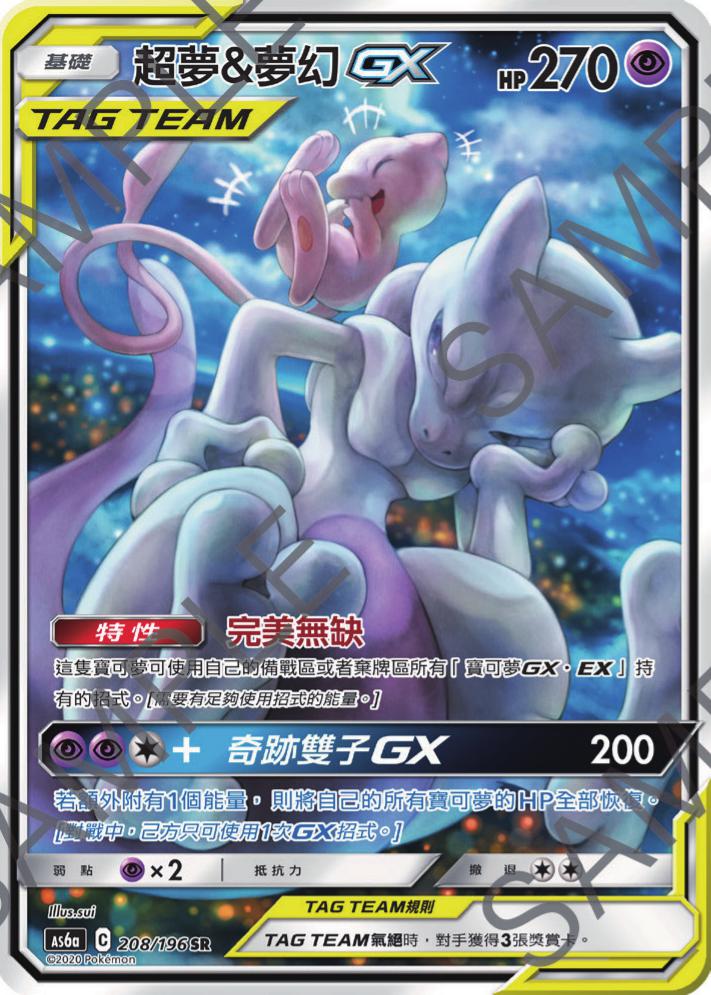 基礎 超夢&夢幻GX HP270
TAG TEAM
特性 完美無缺
這隻寶可夢可使用自己的備戰區或者棄牌區所有「寶可夢GX・EX」持
有的招式。[需要有足夠使用招式的能量。]
+ 奇跡雙子GX 200
若額外附有1個能量，則將自己的所有寶可夢的HP全部恢復。
[對戰中，己方只可使用1次GX招式。]
弱點 ×2 抵抗力 撤退
Illus.sui
TAG TEAM規則
AS6a C 208/196 SR
TAG TEAM氣絕時，對手獲得3張獎賞卡。
©2020 Pokémon
SAMPLE
SAMPLE
SAMPLE